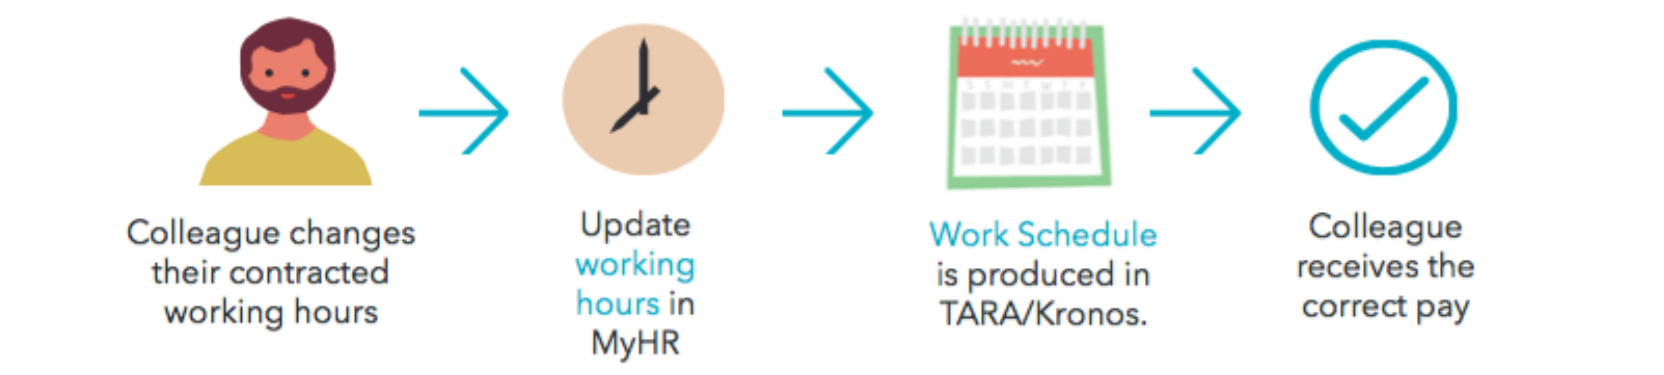 Colleague changes
their contracted
working hours
Update
working
hours in
MyHR
Work Schedule
is produced in
TARA/Kronos.
Colleague
receives the
correct pay